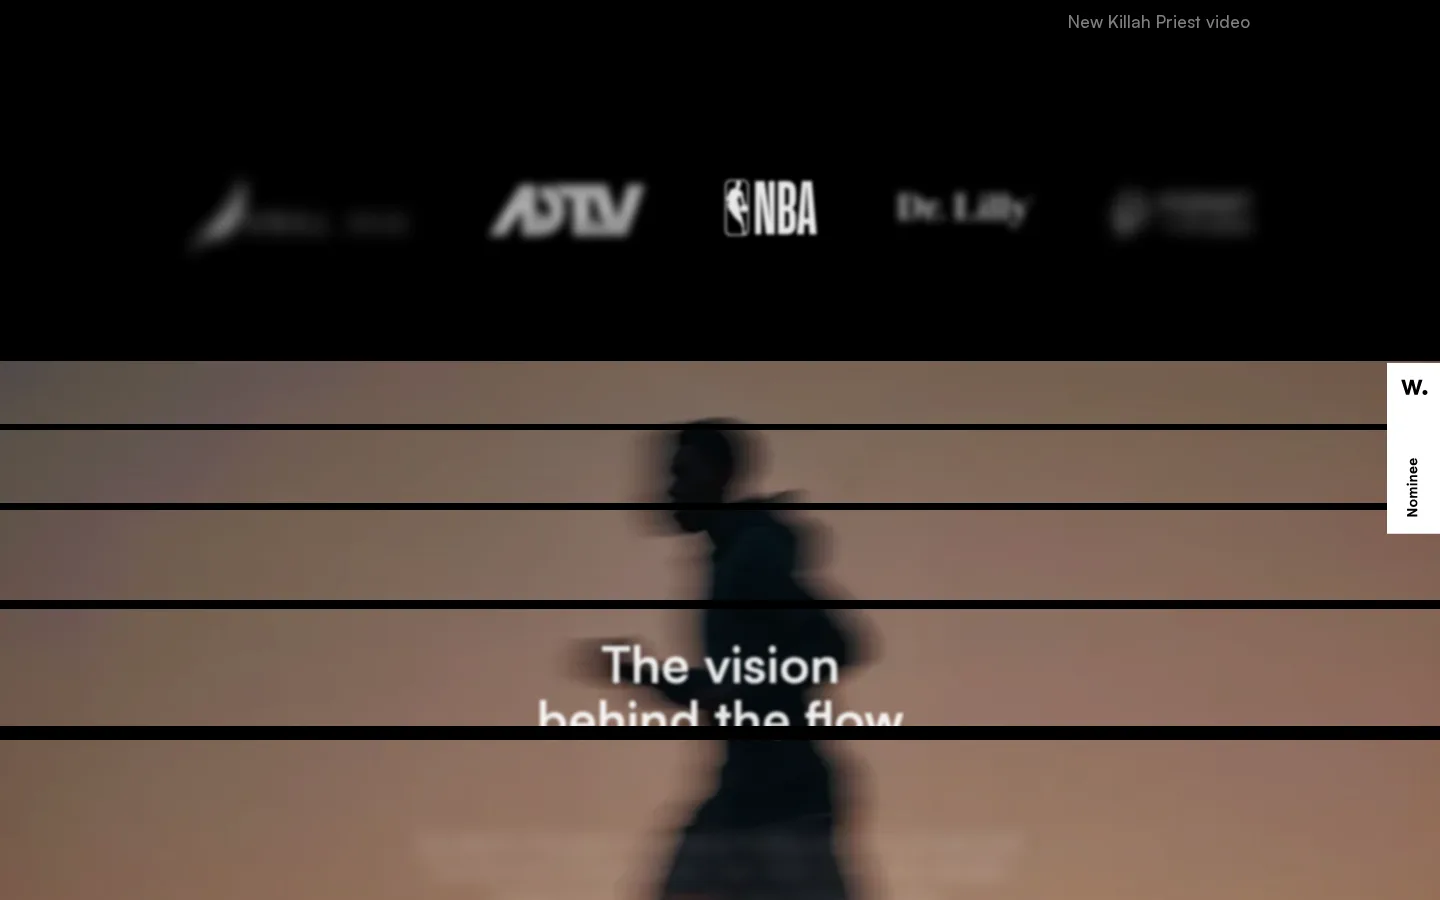 New Killah Priest video
ADTV
NBA
Dr. Lilly
W.
Nominee
The vision
behind the flow